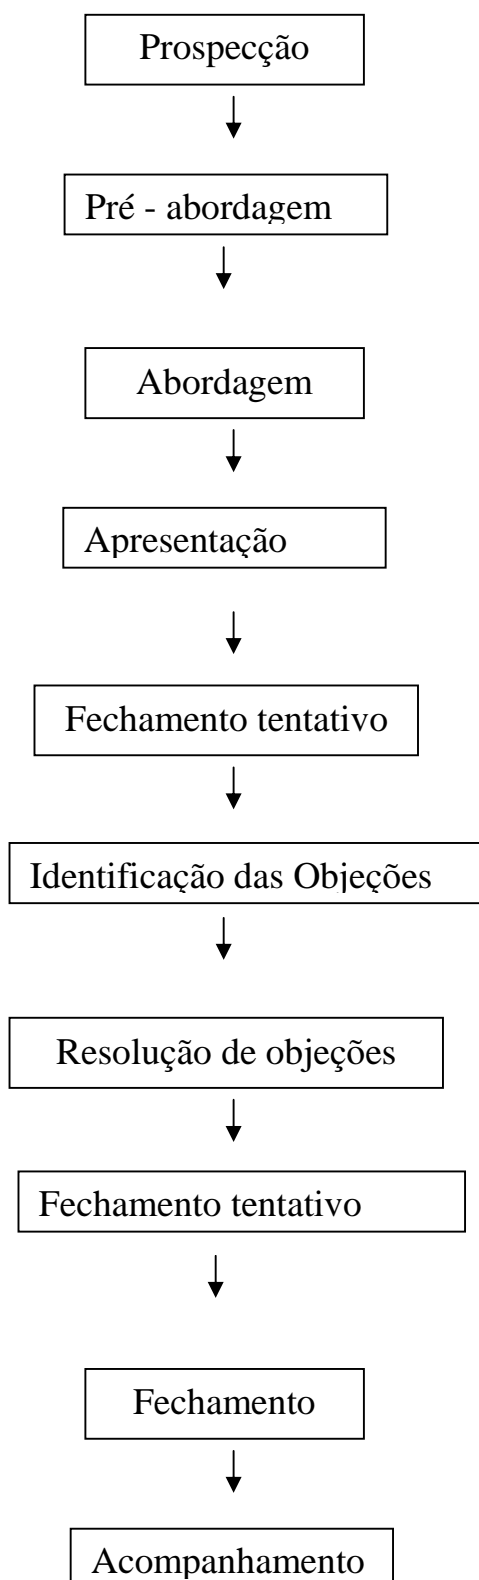 Prospecção
Pré - abordagem
Abordagem
Apresentação
Fechamento tentativo
Identificação das Objeções
Resolução de objeções
Fechamento tentativo
Fechamento
Acompanhamento